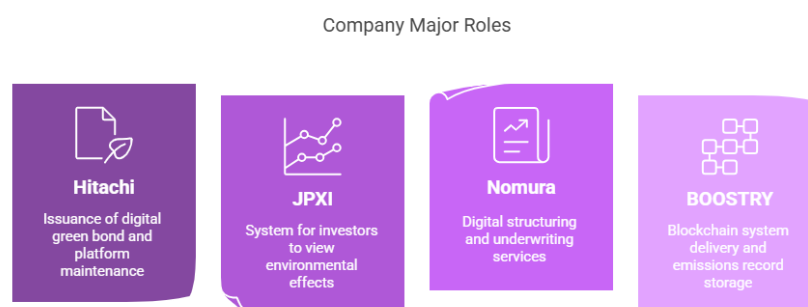 Company Major Roles
Hitachi
Issuance of digital
green bond and
platform
maintenance
JPXI
System for investors
to view
environmental
effects
Nomura
Digital structuring
and underwriting
services
BOOSTRY
Blockchain system
delivery and
emissions record
storage